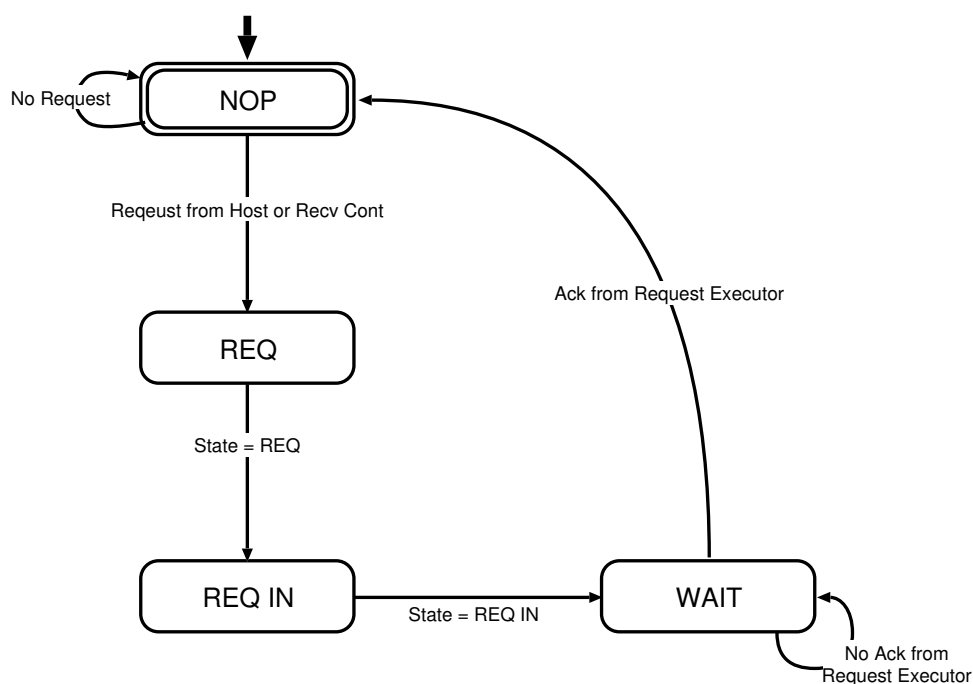 NOP
No Request
Reqeust from Host or Recv Cont
Ack from Request Executor
REQ
State = REQ
REQ IN
State = REQ IN
WAIT
No Ack from
Request Executor